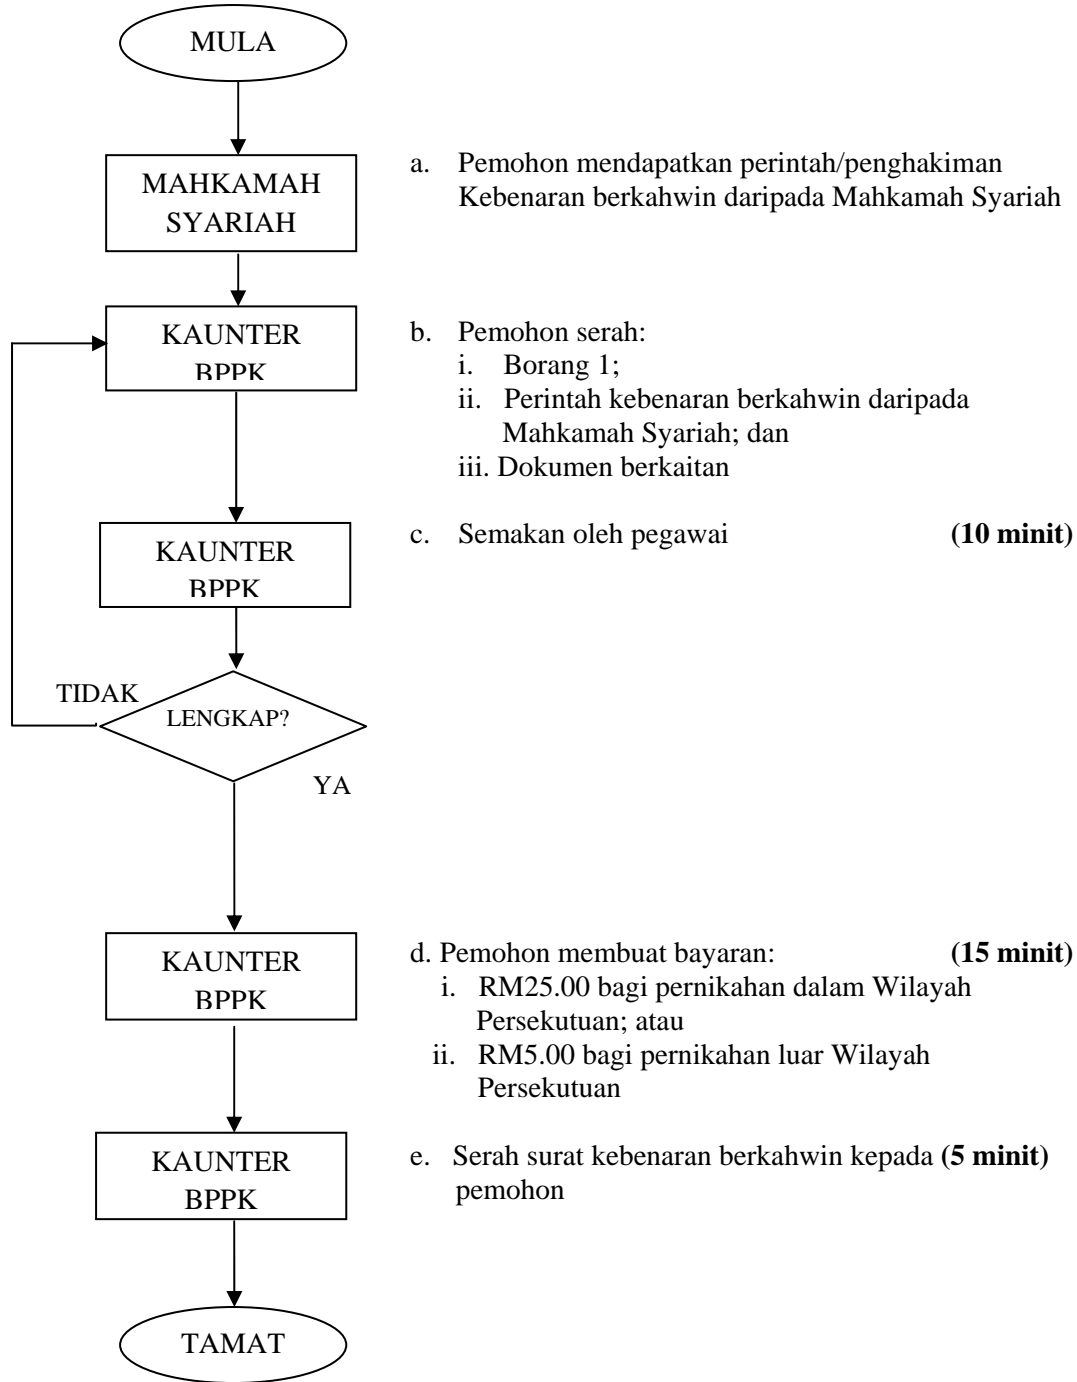 MULA
MAHKAMAH
SYARIAH
a. Pemohon mendapatkan perintah/penghakiman
Kebenaran berkahwin daripada Mahkamah Syariah
KAUNTER
BPPK
b. Pemohon serah:
i. Borang 1;
ii. Perintah kebenaran berkahwin daripada
Mahkamah Syariah; dan
iii. Dokumen berkaitan
KAUNTER
BPPK
c. Semakan oleh pegawai (10 minit)
TIDAK
LENGKAP?
YA
KAUNTER
BPPK
d. Pemohon membuat bayaran: (15 minit)
i. RM25.00 bagi pernikahan dalam Wilayah
Persekutuan; atau
ii. RM5.00 bagi pernikahan luar Wilayah
Persekutuan
KAUNTER
BPPK
e. Serah surat kebenaran berkahwin kepada (5 minit)
pemohon
TAMAT